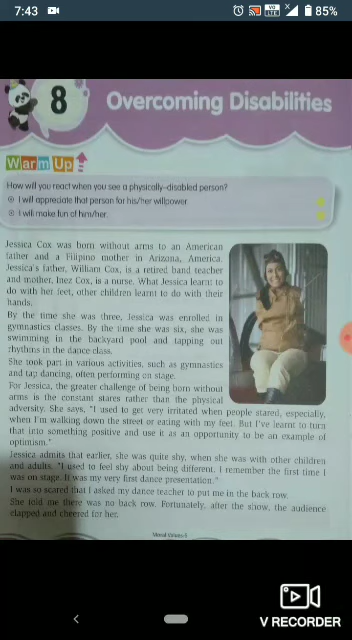 7:43
VO
LTE
85%
8
Overcoming Disabilities
Warm Up
How will you react when you see a physically-disabled person?
I will appreciate that person for his/her willpower.
I will make fun of him/her.
Jessica Cox was born without arms to an American
father and a Filipino mother in Arizona, America.
Jessica's father, William Cox, is a retired band teacher
and mother, Inez Cox, is a nurse. What Jessica learnt to
do with her feet, other children learnt to do with their
hands.
By the time she was three, Jessica was enrolled in
gymnastics classes. By the time she was six, she was
swimming in the backyard pool and tapping out
rhythms in the dance class.
She took part in various activities, such as gymnastics
and tap dancing, often performing on stage.
For Jessica, the greater challenge of being born without
arms is the constant stares rather than the physical
adversity. She says, "I used to get very irritated when people stared, especially,
when I'm walking down the street or eating with my feet. But I've learnt to turn
that into something positive and use it as an opportunity to be an example of
optimism."
Jessica admits that earlier, she was quite shy, when she was with other children
and adults. "I used to feel shy about being different. I remember the first time I
was on stage. It was my very first dance presentation."
I was so scared that I asked my dance teacher to put me in the back row.
She told me there was no back row. Fortunately, after the show, the audience
clapped and cheered for her.
V RECORDER